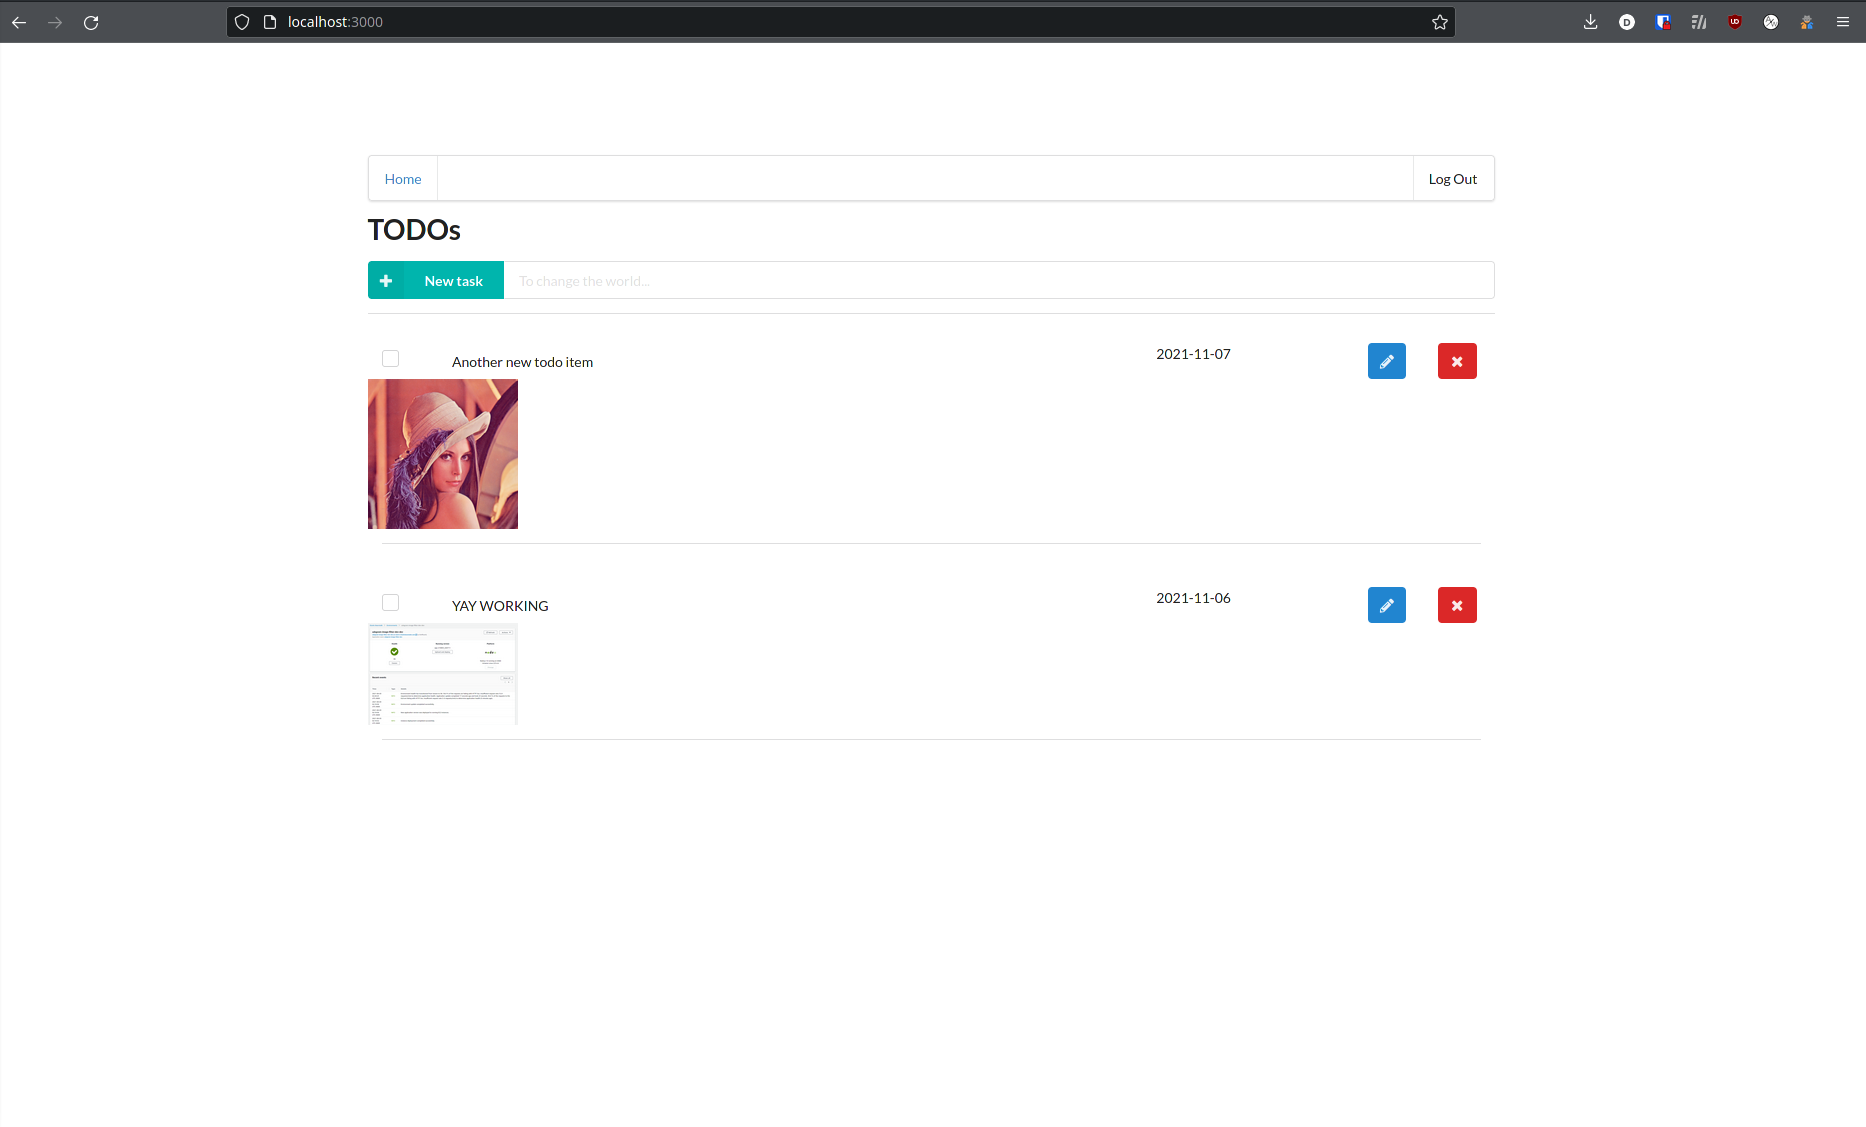 localhost:3000
Home
Log Out
TODOs
New task
To change the world...
Another new todo item
2021-11-07
YAY WORKING
2021-11-06